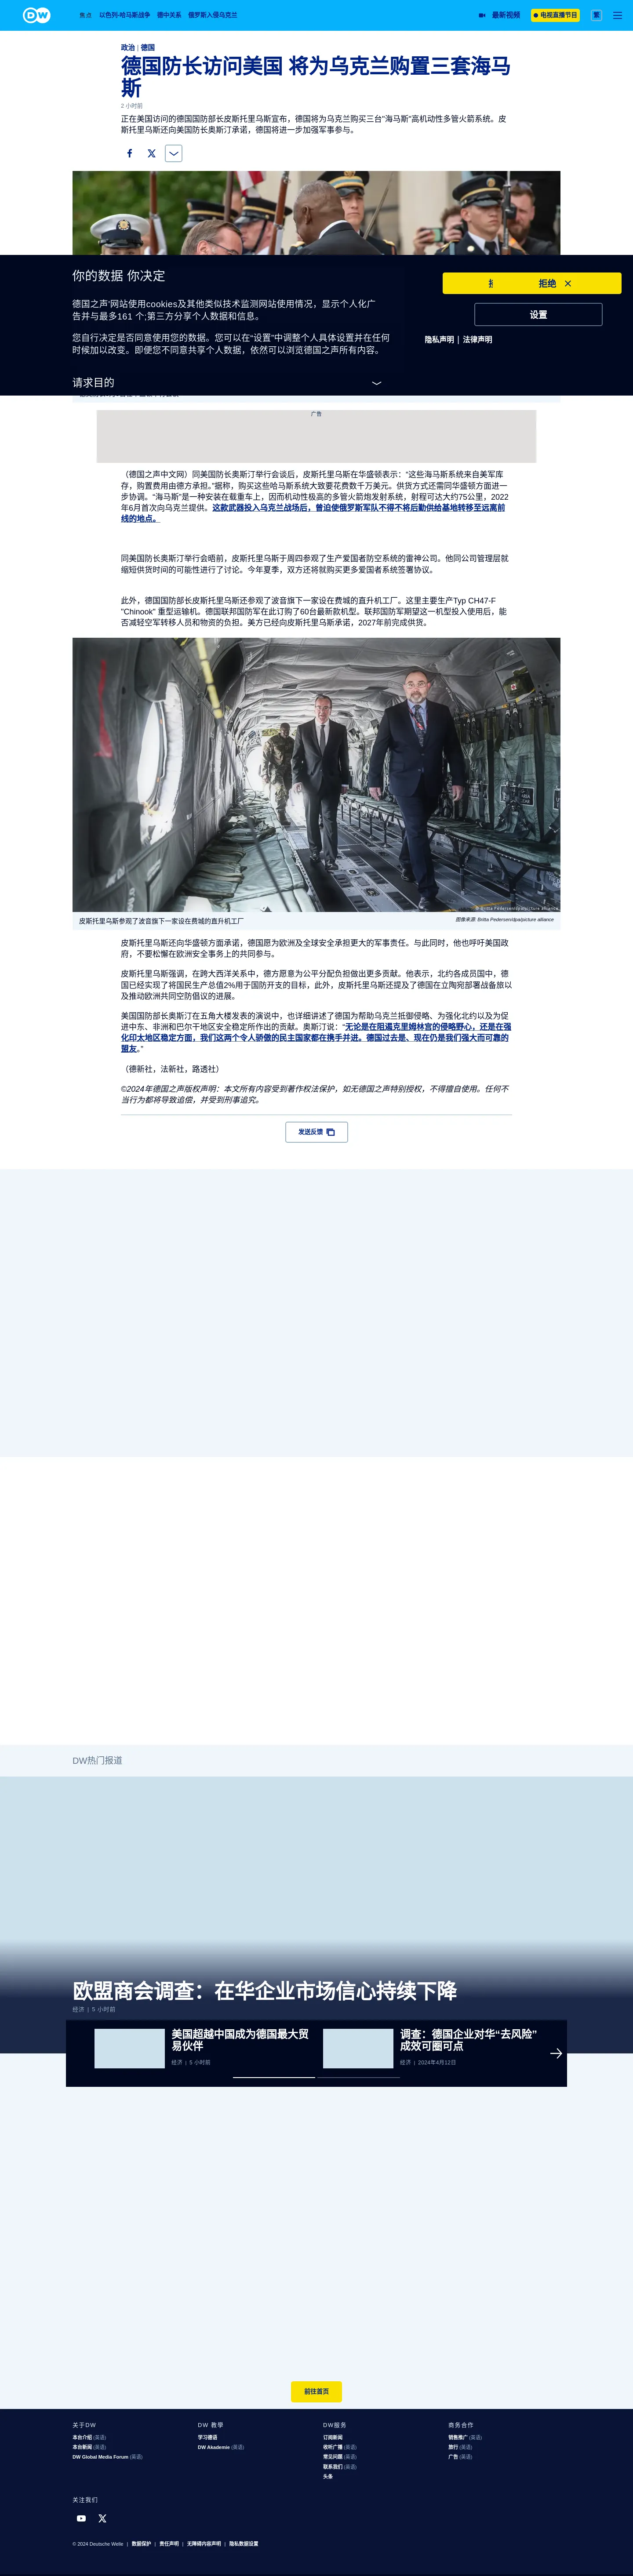 DW
焦点 以色列-哈马斯战争 德中关系 俄罗斯入侵乌克兰
最新视频 电视直播节目 繁
政治 | 德国
德国防长访问美国 将为乌克兰购置三套海马
斯
2 小时前
正在美国访问的德国国防部长皮斯托里乌斯宣布，德国将为乌克兰购买三台"海马斯"高机动性多管火箭系统。皮
斯托里乌斯还向美国防长奥斯汀承诺，德国将进一步加强军事参与。
你的数据 你决定
德国之声'网站使用cookies及其他类似技术监测网站使用情况，显示个人化广
告并与最多161 个;第三方分享个人数据和信息。
您自行决定是否同意使用您的数据。您可以在"设置"中调整个人具体设置并在任何
时候加以改变。即便您不同意共享个人数据，依然可以浏览德国之声所有内容。
请求目的
拒绝
设置
隐私声明 | 法律声明
广告
（德国之声中文网）同美国防长奥斯汀举行会谈后，皮斯托里乌斯在华盛顿表示："这些海马斯系统来自美军库
存，购置费用由德方承担。"据称，购买这些哈马斯系统大致要花费数千万美元。供货方式还需同华盛顿方面进一
步协调。"海马斯"是一种安装在载重车上，因而机动性极高的多管火箭炮发射系统，射程可达大约75公里，2022
年6月首次向乌克兰提供。这款武器投入乌克兰战场后，曾迫使俄罗斯军队不得不将后勤供给基地转移至远离前
线的地点。
同美国防长奥斯汀举行会晤前，皮斯托里乌斯于周四参观了生产爱国者防空系统的雷神公司。他同公司管理层就
缩短供货时间的可能性进行了讨论。今年夏季，双方还将就购买更多爱国者系统签署协议。
此外，德国国防部长皮斯托里乌斯还参观了波音旗下一家设在费城的直升机工厂。这里主要生产Typ CH47-F
"Chinook" 重型运输机。德国联邦国防军在此订购了60台最新款机型。联邦国防军期望这一机型投入使用后，能
否减轻空军转移人员和物资的负担。美方已经向皮斯托里乌斯承诺，2027年前完成供货。
© Britta Pedersen/dpa/picture alliance
皮斯托里乌斯参观了波音旗下一家设在费城的直升机工厂
图像来源: Britta Pedersen/dpa/picture alliance
皮斯托里乌斯还向华盛顿方面承诺，德国愿为欧洲及全球安全承担更大的军事责任。与此同时，他也呼吁美国政
府，不要松懈在欧洲安全事务上的共同参与。
皮斯托里乌斯强调，在跨大西洋关系中，德方愿意为公平分配负担做出更多贡献。他表示，北约各成员国中，德
国已经实现了将国民生产总值2%用于国防开支的目标，此外，皮斯托里乌斯还提及了德国在立陶宛部署战备旅以
及推动欧洲共同空防倡议的进展。
美国国防部长奥斯汀在五角大楼发表的演说中，也详细讲述了德国为帮助乌克兰抵御侵略、为强化北约以及为促
进中东、非洲和巴尔干地区安全稳定所作出的贡献。奥斯汀说："无论是在阻遏克里姆林宫的侵略野心，还是在强
化印太地区稳定方面，我们这两个令人骄傲的民主国家都在携手并进。德国过去是、现在仍是我们强大而可靠的
盟友。"
（德新社，法新社，路透社）
©2024年德国之声版权声明：本文所有内容受到著作权法保护，如无德国之声特别授权，不得擅自使用。任何不
当行为都将导致追偿，并受到刑事追究。
发送反馈
DW热门报道
欧盟商会调查：在华企业市场信心持续下降
经济 | 5 小时前
美国超越中国成为德国最大贸
易伙伴
经济 | 5 小时前
调查：德国企业对华"去风险"
成效可圈可点
经济 | 2024年4月12日
前往首页
关于DW
本台介绍 (英语)
本台新闻 (英语)
DW Global Media Forum (英语)
DW 教學
学习德语
DW Akademie (英语)
DW服务
订阅新闻
收听广播 (英语)
常见问题 (英语)
联系我们 (英语)
头条
商务合作
销售推广 (英语)
旅行 (英语)
广告 (英语)
关注我们
© 2024 Deutsche Welle | 数据保护 | 责任声明 | 无障碍内容声明 | 隐私数据设置